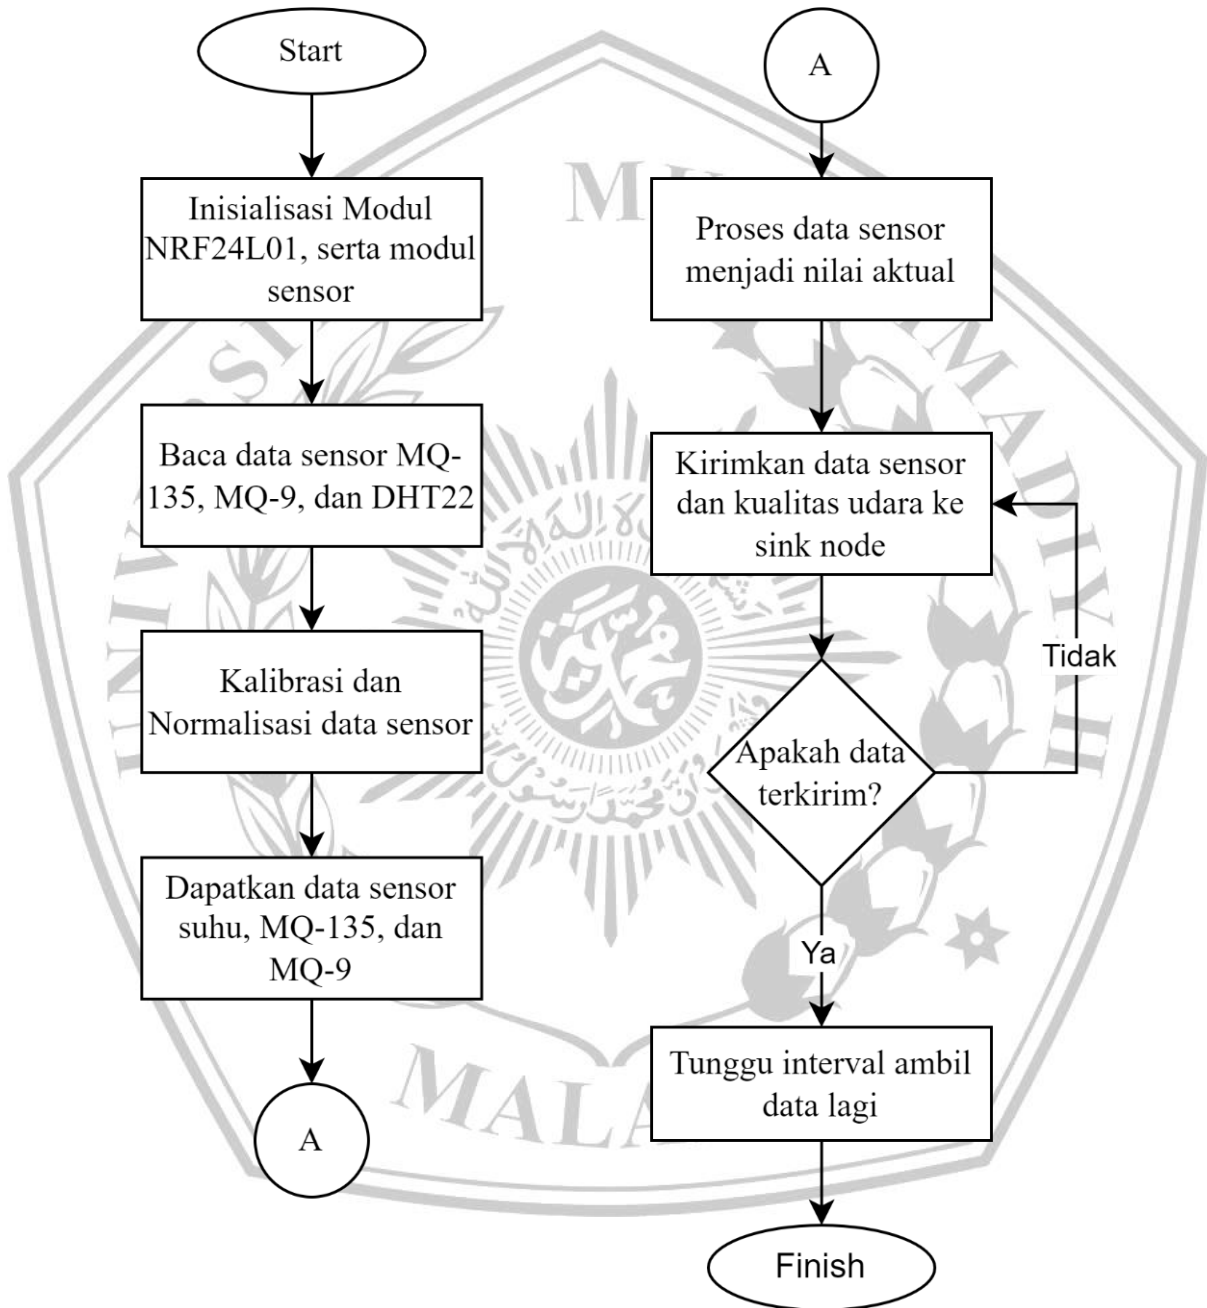 Start
Inisialisasi Modul
NRF24L01, serta modul
sensor
Baca data sensor MQ-
135, MQ-9, dan DHT22
Kalibrasi dan
Normalisasi data sensor
Dapatkan data sensor
suhu, MQ-135, dan
MQ-9
A
A
Proses data sensor
menjadi nilai aktual
Kirimkan data sensor
dan kualitas udara ke
sink node
Tidak
Apakah data
terkirim?
Ya
Tunggu interval ambil
data lagi
Finish